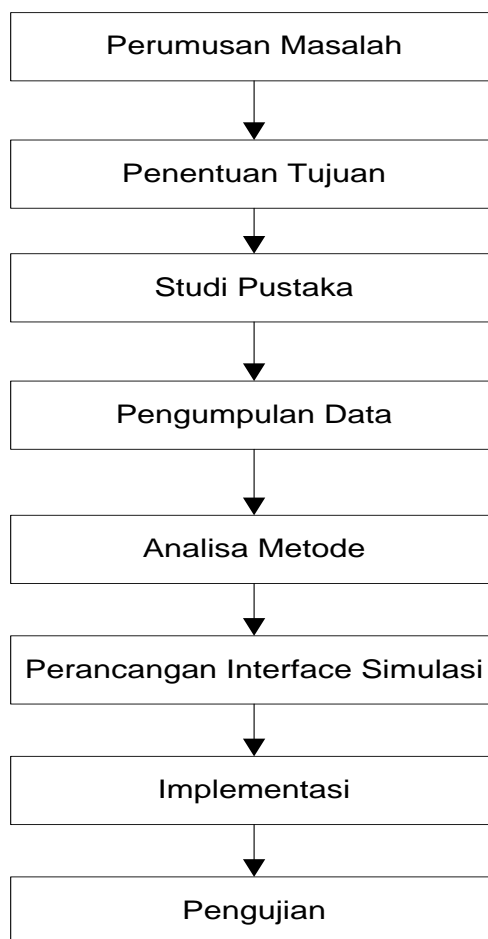 Perumusan Masalah
Penentuan Tujuan
Studi Pustaka
Pengumpulan Data
Analisa Metode
Perancangan Interface Simulasi
Implementasi
Pengujian